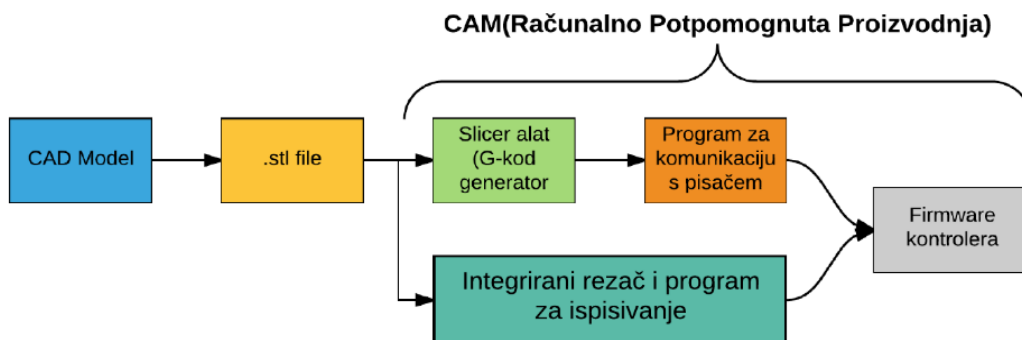 CAM(Računalno Potpomognuta Proizvodnja)
CAD Model
.stl file
Slicer alat
(G-kod
generator
Program za
komunikaciju
s pisačem
Firmware
kontrolera
Integrirani rezač i program
za ispisivanje